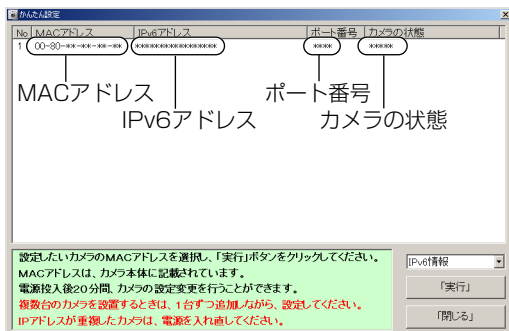 かんたん設定
No MACアドレス IPv6アドレス ポート番号 カメラの状態
1 00-80-**-**-**-** ***************** **** *****
MACアドレス ポート番号
IPv6アドレス カメラの状態
設定したいカメラのMACアドレスを選択し、「実行」ボタンをクリックしてください。
MACアドレスは、カメラ本体に記載されています。
電源投入後20分間、カメラの設定変更を行うことができます。
複数台のカメラを設置するときは、1台ずつ追加しながら、設定してください。
IPアドレスが重複したカメラは、電源を入れ直してください。
IPv6情報
「実行」
「閉じる」